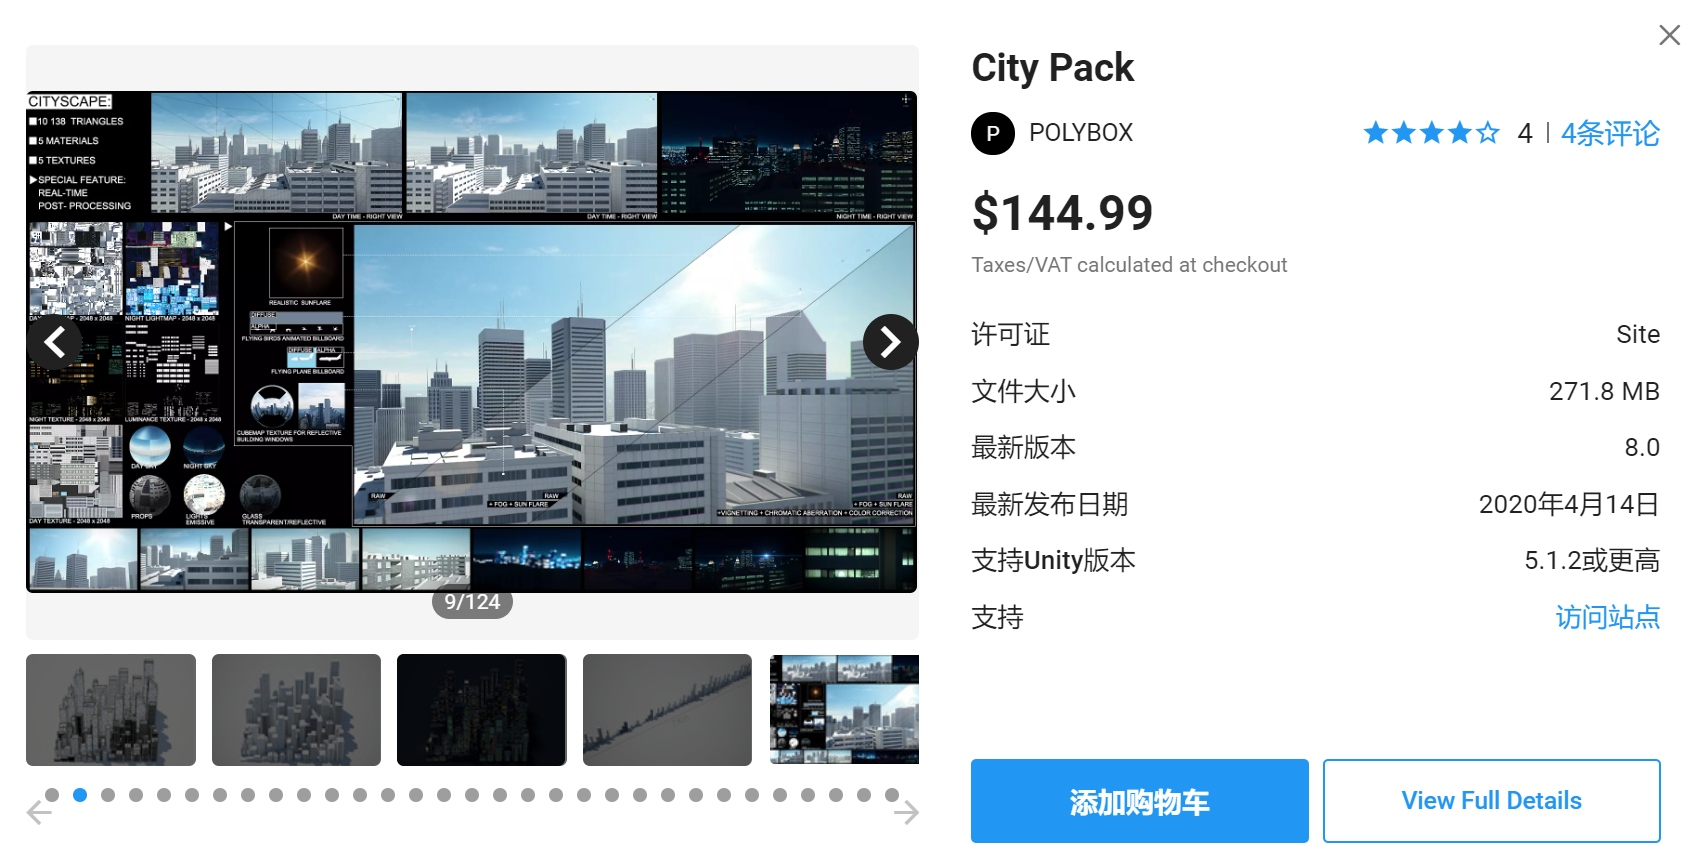 City Pack
P POLYBOX
4 | 4条评论
$144.99
Taxes/VAT calculated at checkout
许可证 Site
文件大小 271.8 MB
最新版本 8.0
最新发布日期 2020年4月14日
支持Unity版本 5.1.2或更高
支持 访问站点
添加购物车
View Full Details
CITYSCAPE:
10 138 TRIANGLES
5 MATERIALS
5 TEXTURES
SPECIAL FEATURE:
REAL-TIME
POST- PROCESSING
DAY TIME - RIGHT VIEW
DAY TIME - RIGHT VIEW
NIGHT TIME - RIGHT VIEW
NIGHT LIGHTMAP - 2048 x 2048
NIGHT TEXTURE - 2048 x 2048
LUMINANCE TEXTURE - 2048 x 2048
DAY TEXTURE - 2048 x 2048
REALISTIC SUNFLARE
DIFFUSE
ALPHA
FLYING BIRDS ANIMATED BILLBOARD
DIFFUSE ALPHA
FLYING PLANE BILLBOARD
CUBEMAP TEXTURE FOR REFLECTIVE
BUILDING WINDOWS
DAY SKY
NIGHT SKY
PROPS
LIGHTS
EMISSIVE
GLASS
TRANSPARENT/REFLECTIVE
RAW
RAW
+ FOG + SUN FLARE
RAW
+ FOG + SUN FLARE
+VIGNETTING + CHROMATIC ABERRATION + COLOR CORRECTION
9/124